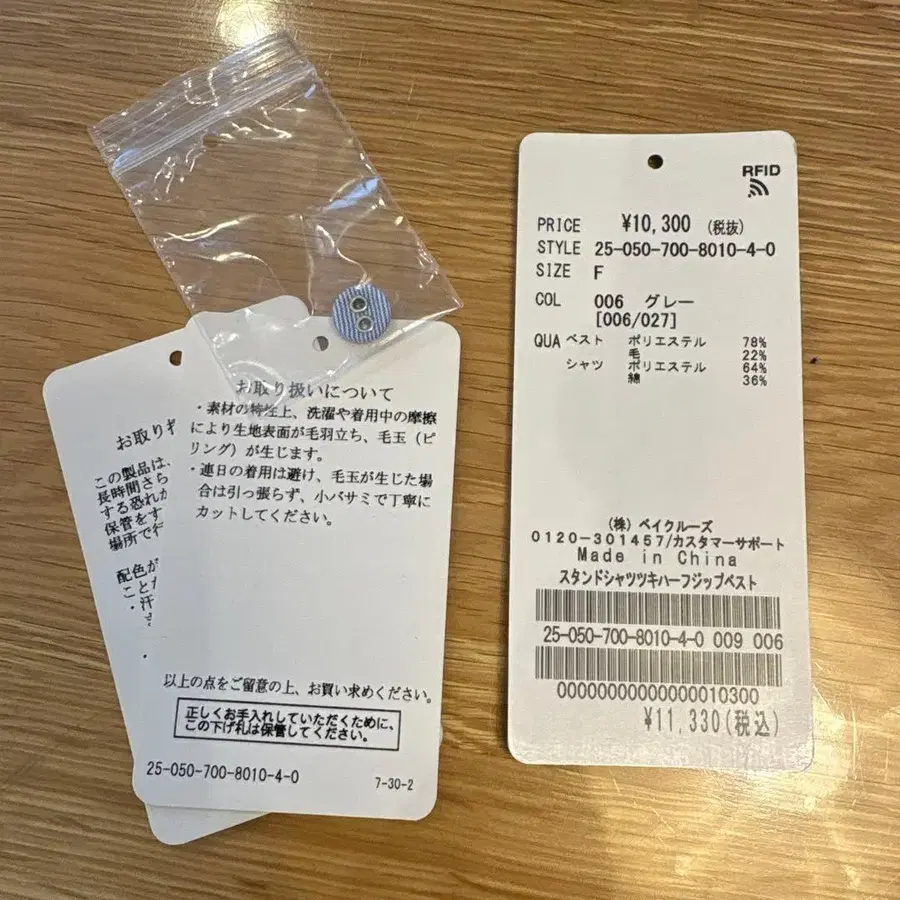 お取り扱いについて
・素材の特性上、洗濯や着用中の摩擦
により生地表面が毛羽立ち、毛玉（ピ
リング）が生じます。
・連日の着用は避け、毛玉が生じた場
合は引っ張らず、小バサミで丁寧に
カットしてください。
以上の点をご留意の上、お買い求めください。
正しくお手入れしていただくために、
この下げ札は保管してください。
25-050-700-8010-4-0
7-30-2
お取り
この製品は、
長時間さら
する恐れが
保管をす
場所で行
配色が
ことが
・汗
RFID
PRICE ¥10,300 (税抜)
STYLE 25-050-700-8010-4-0
SIZE F
COL 006 グレー
[006/027]
QUA ベスト ポリエステル 78%
毛 22%
シャツ ポリエステル 64%
綿 36%
(株) ベイクルーズ
0120-301457/カスタマーサポート
Made in China
スタンドシャツツキハーフジップベスト
25-050-700-8010-4-0 009 006
00000000000000010300
¥11,330(税込)